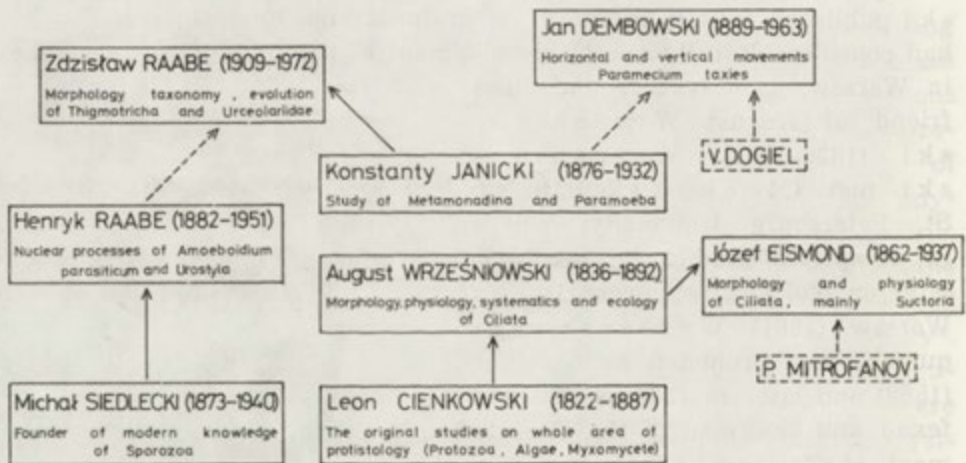 Jan DEMBOWSKI (1889-1963)
Horizontal and vertical movements
Paramecium taxies
Zdzisław RAABE (1909-1972)
Morphology taxonomy, evolution
of Thigmotricha and Urceolariidae
V. DOGIEL
Konstanty JANICKI (1876-1932)
Study of Metamonadina and Paramoeba
Henryk RAABE (1882-1951)
Nuclear processes of Amoeboidium
parasiticum and Urostyla
Józef EISMOND (1862-1937)
Morphology and physiology
of Ciliata, mainly Suctoria
August WRZEŚNIOWSKI (1836-1892)
Morphology, physiology, systematics and ecology
of Ciliata
P. MITROFANOV
Michał SIEDLECKI (1873-1940)
Founder of modern knowledge
of Sporozoa
Leon CIENKOWSKI (1822-1887)
The original studies on whole area of
protistology (Protozoa, Algae, Myxomycete)